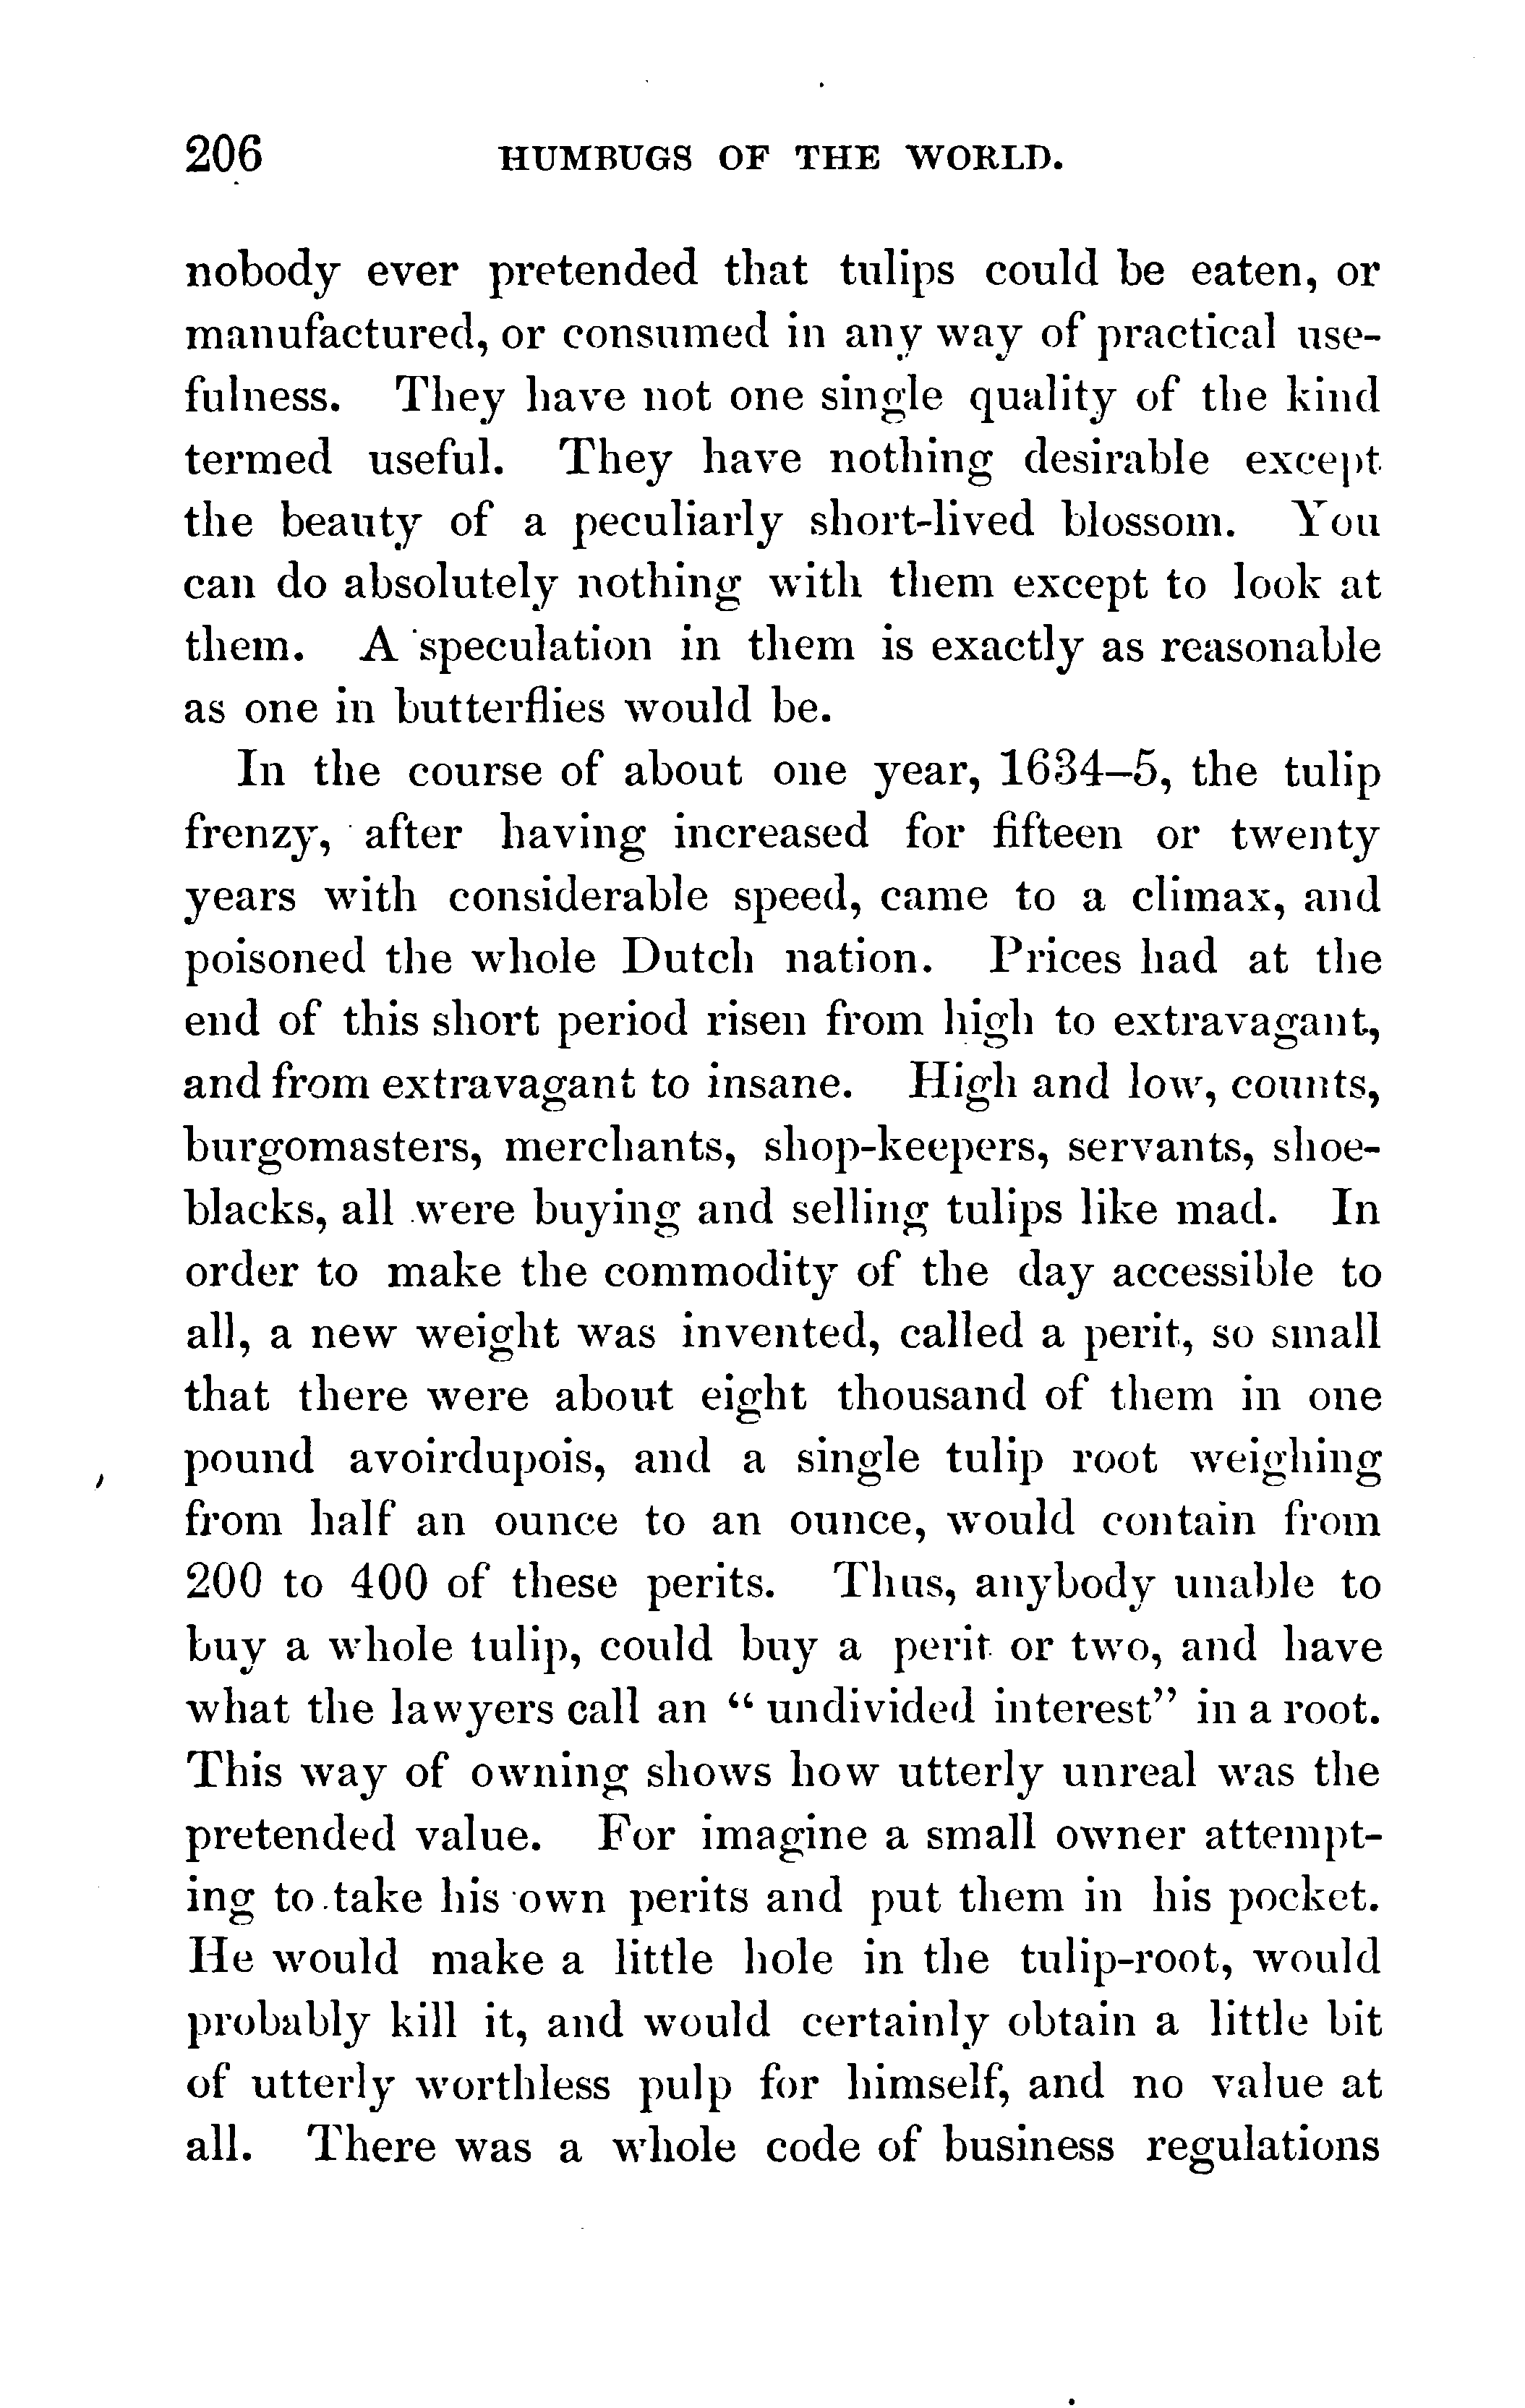 206 HUMBUGS OF THE WORLD.
nobody ever pretended that tulips could be eaten, or
manufactured, or consumed in any way of practical use-
fulness. They have not one single quality of the kind
termed useful. They have nothing desirable except
the beauty of a peculiarly short-lived blossom. You
can do absolutely nothing with them except to look at
them. A speculation in them is exactly as reasonable
as one in butterflies would be.
In the course of about one year, 1634–5, the tulip
frenzy, after having increased for fifteen or twenty
years with considerable speed, came to a climax, and
poisoned the whole Dutch nation. Prices had at the
end of this short period risen from high to extravagant,
and from extravagant to insane. High and low, counts,
burgomasters, merchants, shop-keepers, servants, shoe-
blacks, all were buying and selling tulips like mad. In
order to make the commodity of the day accessible to
all, a new weight was invented, called a perit, so small
that there were about eight thousand of them in one
pound avoirdupois, and a single tulip root weighing
from half an ounce to an ounce, would contain from
200 to 400 of these perits. Thus, anybody unable to
buy a whole tulip, could buy a perit or two, and have
what the lawyers call an “ undivided interest” in a root.
This way of owning shows how utterly unreal was the
pretended value. For imagine a small owner attempt-
ing to take his own perits and put them in his pocket.
He would make a little hole in the tulip-root, would
probably kill it, and would certainly obtain a little bit
of utterly worthless pulp for himself, and no value at
all. There was a whole code of business regulations